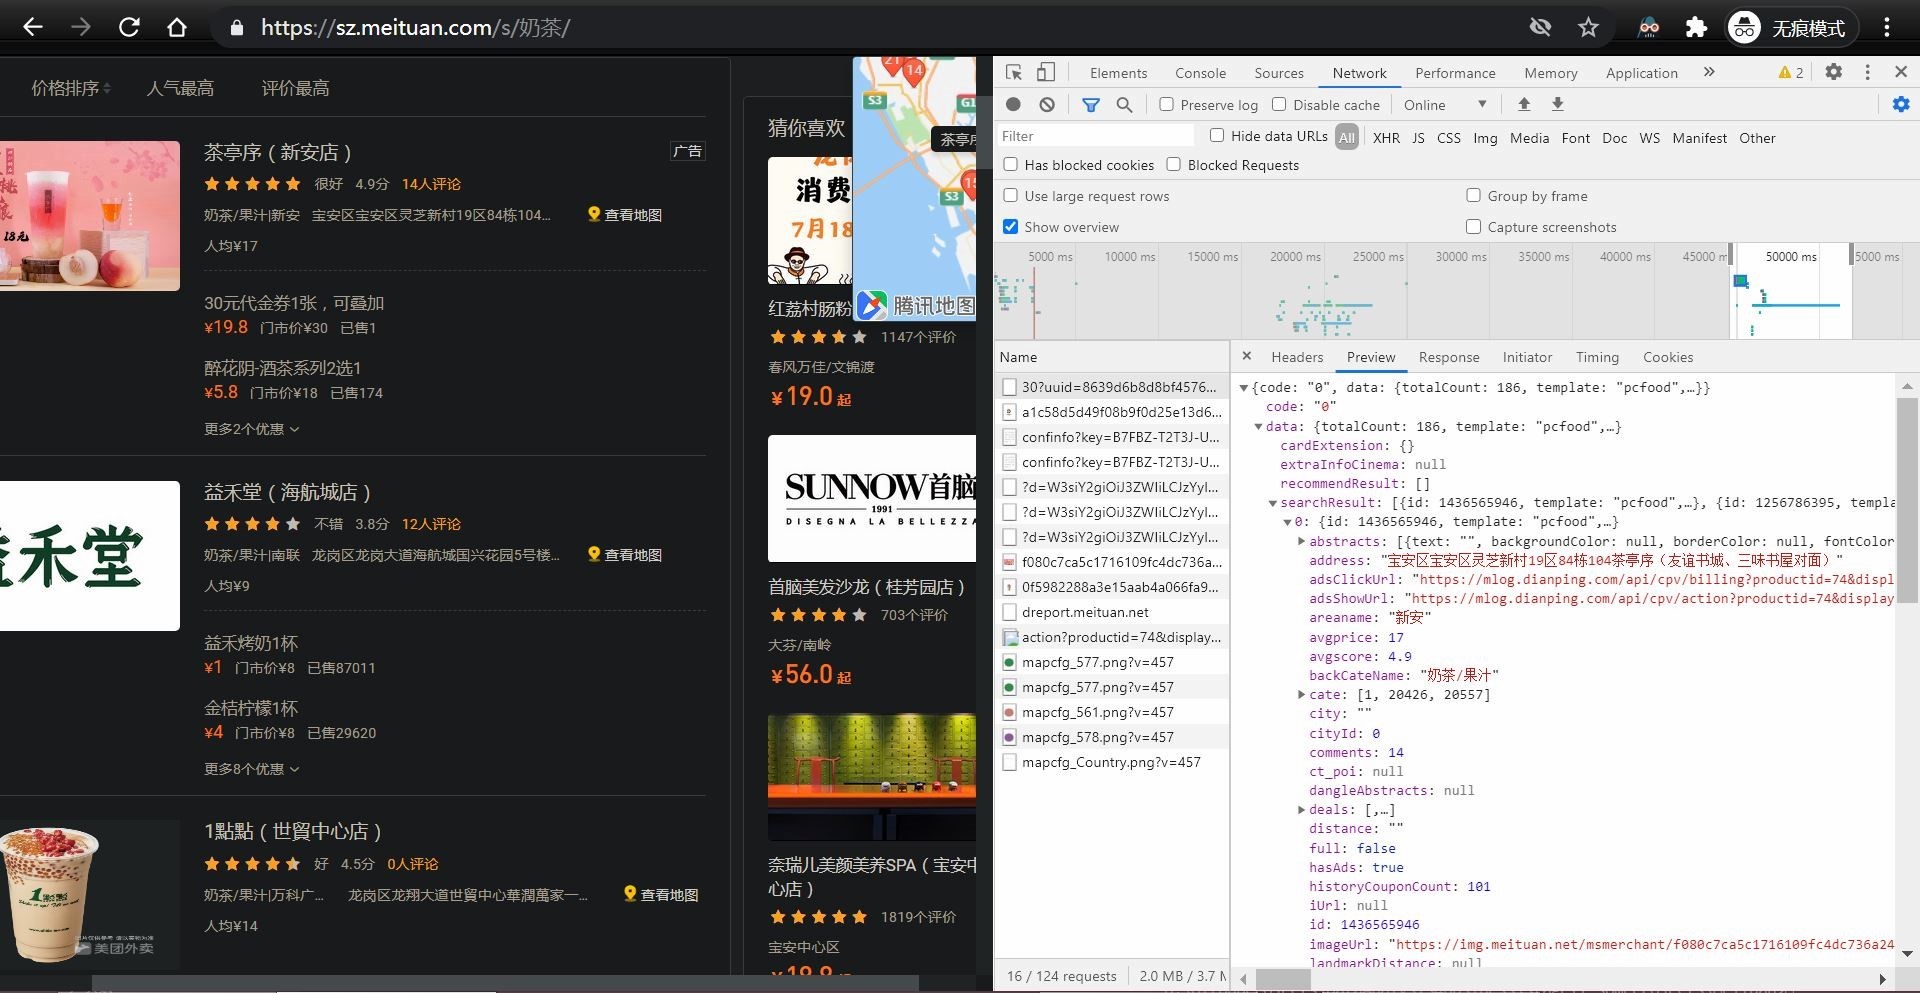 https://sz.meituan.com/s/奶茶/
无痕模式
价格排序
人气最高
评价最高
茶亭序（新安店）
广告
很好 4.9分 14人评论
奶茶/果汁|新安 宝安区宝安区灵芝新村19区84栋104...
查看地图
人均¥17
18元
30元代金券1张，可叠加
¥19.8 门市价¥30 已售1
醉花阴-酒茶系列2选1
¥5.8 门市价¥18 已售174
更多2个优惠
益禾堂（海航城店）
不错 3.8分 12人评论
奶茶/果汁|南联 龙岗区龙岗大道海航城国兴花园5号楼...
查看地图
人均¥9
益禾堂
益禾烤奶1杯
¥1 门市价¥8 已售87011
金桔柠檬1杯
¥4 门市价¥8 已售29620
更多8个优惠
1點點（世貿中心店）
好 4.5分 0人评论
奶茶/果汁|万科广... 龙岗区龙翔大道世貿中心華潤萬家一...
查看地图
人均¥14
1點點
美团外卖
猜你喜欢
消费
7月18
21
14
S3
G1
茶亭序
S3
15
腾讯地图
红荔村肠粉
1147个评价
春风万佳/文锦渡
¥19.0起
SUNNOW首脑
1991
DISEGNA LA BELLEZZA
首脑美发沙龙（桂芳园店）
703个评价
大芬/南岭
¥56.0起
奈瑞儿美颜美养SPA（宝安中
心店）
1819个评价
宝安中心区
¥19.9起
Elements Console Sources Network Performance Memory Application » 2
Preserve log Disable cache Online
Filter
Hide data URLs All XHR JS CSS Img Media Font Doc WS Manifest Other
Has blocked cookies Blocked Requests
Use large request rows Group by frame
Show overview Capture screenshots
5000 ms 10000 ms 15000 ms 20000 ms 25000 ms 30000 ms 35000 ms 40000 ms 45000 m 50000 ms 5000 ms
Name
30?uuid=8639d6b8d8bf4576...
a1c58d5d49f08b9f0d25e13d6...
confinfo?key=B7FBZ-T2T3J-U...
confinfo?key=B7FBZ-T2T3J-U...
?d=W3siY2giOiJ3ZWIiLCJzYyI...
?d=W3siY2giOiJ3ZWIiLCJzYyI...
?d=W3siY2giOiJ3ZWIiLCJzYyI...
f080c7ca5c1716109fc4dc736a...
0f5982288a3e15aab4a066fa9...
dreport.meituan.net
action?productid=74&display...
mapcfg_577.png?v=457
mapcfg_577.png?v=457
mapcfg_561.png?v=457
mapcfg_578.png?v=457
mapcfg_Country.png?v=457
16 / 124 requests 2.0 MB / 3.7 M
Headers Preview Response Initiator Timing Cookies
{code: "0", data: {totalCount: 186, template: "pcfood",…}}
code: "0"
data: {totalCount: 186, template: "pcfood",…}
cardExtension: {}
extraInfoCinema: null
recommendResult: []
searchResult: [{id: 1436565946, template: "pcfood",…}, {id: 1256786395, templa
0: {id: 1436565946, template: "pcfood",…}
abstracts: [{text: "", backgroundColor: null, borderColor: null, fontColor
address: "宝安区宝安区灵芝新村19区84栋104茶亭序（友谊书城、三味书屋对面）"
adsClickUrl: "https://mlog.dianping.com/api/cpv/billing?productid=74&displ
adsShowUrl: "https://mlog.dianping.com/api/cpv/action?productid=74&display
areaname: "新安"
avgprice: 17
avgscore: 4.9
backCateName: "奶茶/果汁"
cate: [1, 20426, 20557]
city: ""
cityId: 0
comments: 14
ct_poi: null
dangleAbstracts: null
deals: [,…]
distance: ""
full: false
hasAds: true
historyCouponCount: 101
iUrl: null
id: 1436565946
imageUrl: "https://img.meituan.net/msmerchant/f080c7ca5c1716109fc4dc736a24
landmarkDistance: null